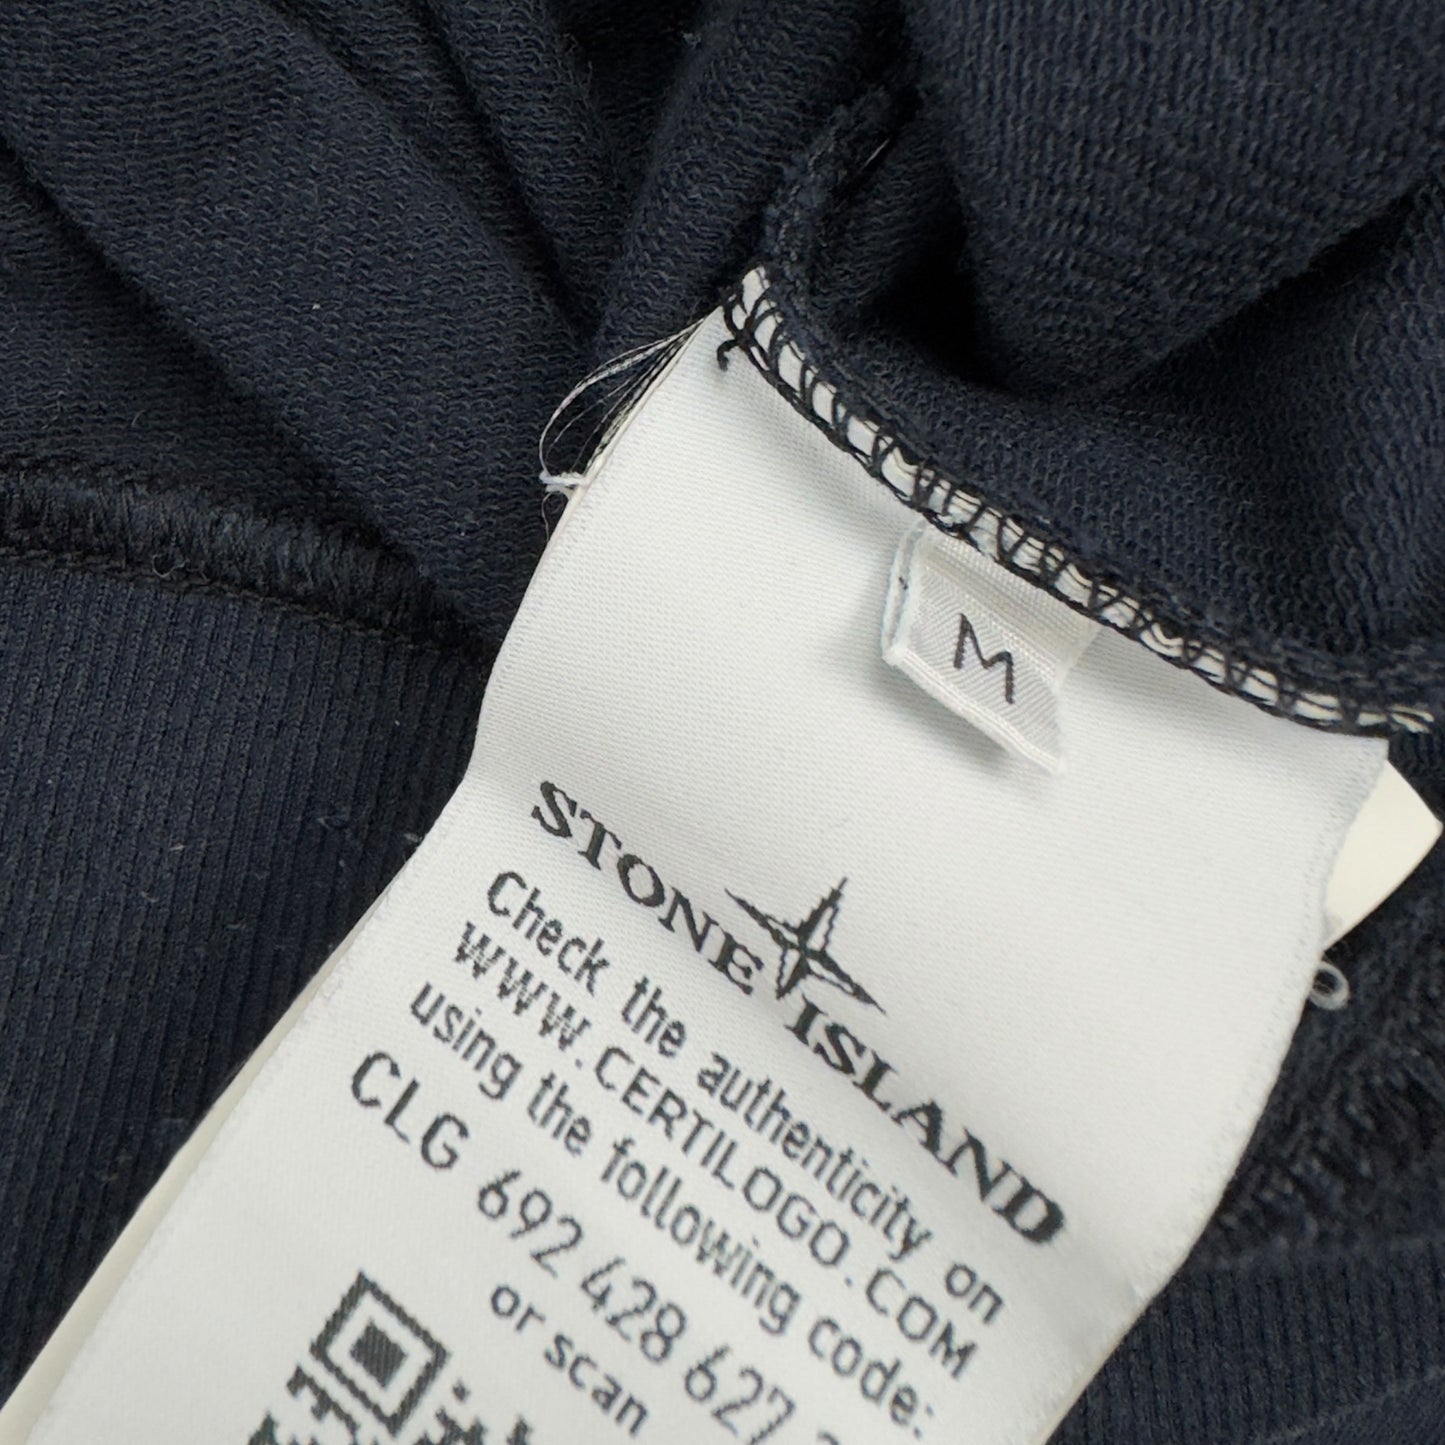 M
STONE ISLAND
Check the authenticity on
WWW.CERTILOGO.COM
using the following code:
CLG 692 428 627
or scan